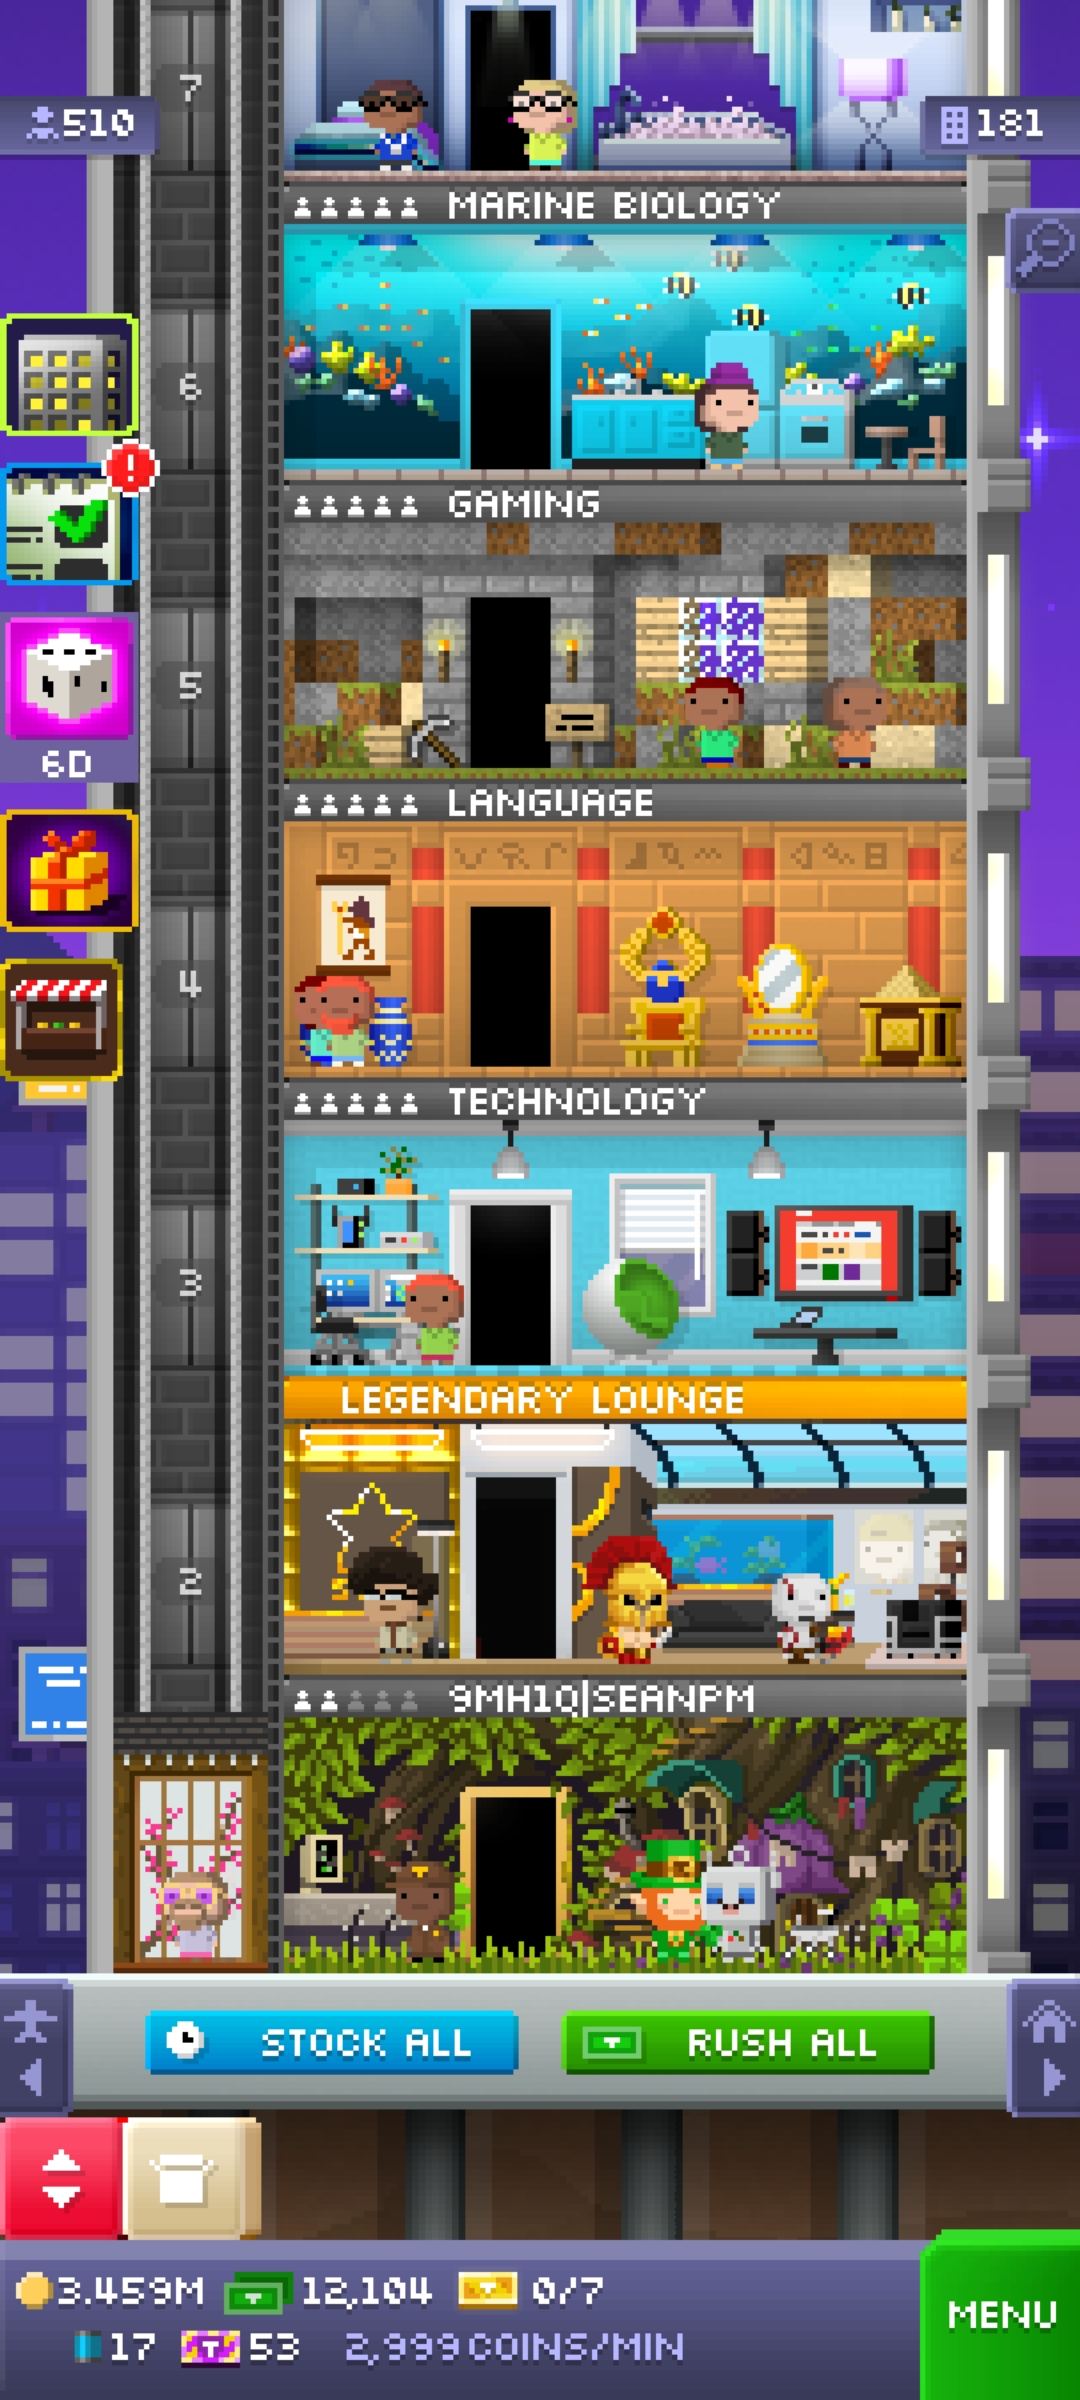 7
510
181
MARINE BIOLOGY
6
GAMING
5
6D
LANGUAGE
4
TECHNOLOGY
3
LEGENDARY LOUNGE
2
9MH1Q|SEANPM
STOCK ALL
RUSH ALL
3.459M
12,104
0/7
MENU
17
53
2,999 COINS/MIN